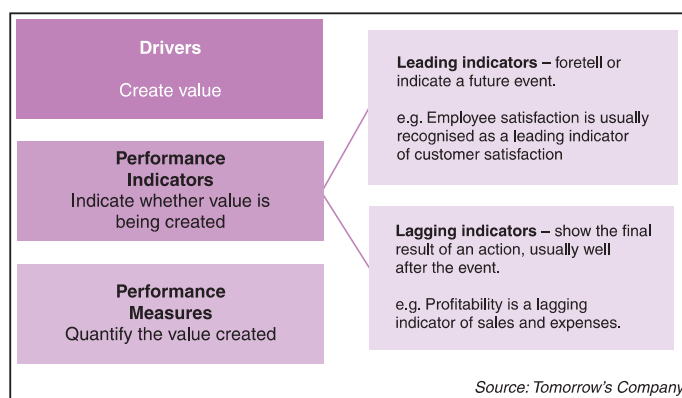 Drivers
Create value
Performance
Indicators
Indicate whether value is
being created
Performance
Measures
Quantify the value created
Leading indicators – foretell or
indicate a future event.
e.g. Employee satisfaction is usually
recognised as a leading indicator
of customer satisfaction
Lagging indicators – show the final
result of an action, usually well
after the event.
e.g. Profitability is a lagging
indicator of sales and expenses.
Source: Tomorrow's Company